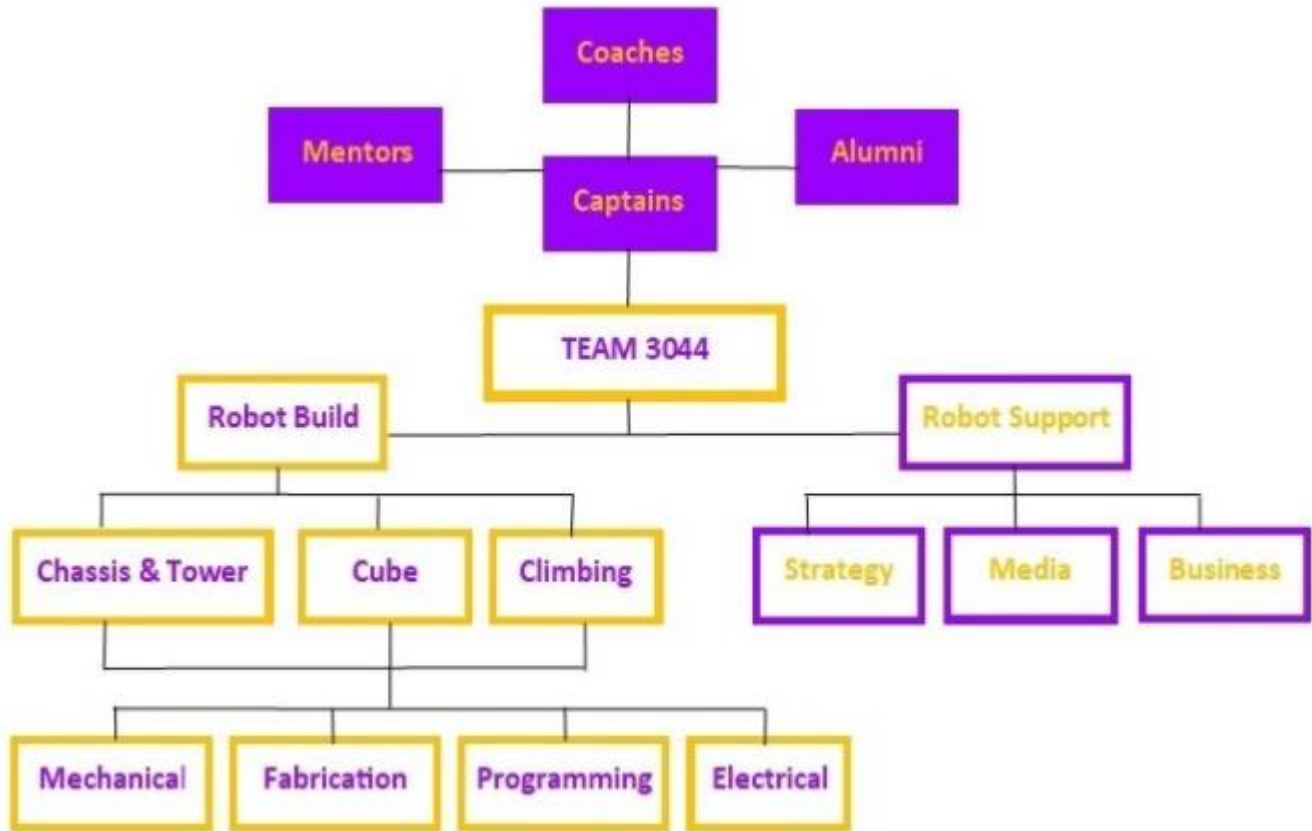 Coaches
Mentors
Alumni
Captains
TEAM 3044
Robot Build
Robot Support
Chassis & Tower
Cube
Climbing
Strategy
Media
Business
Mechanical
Fabrication
Programming
Electrical